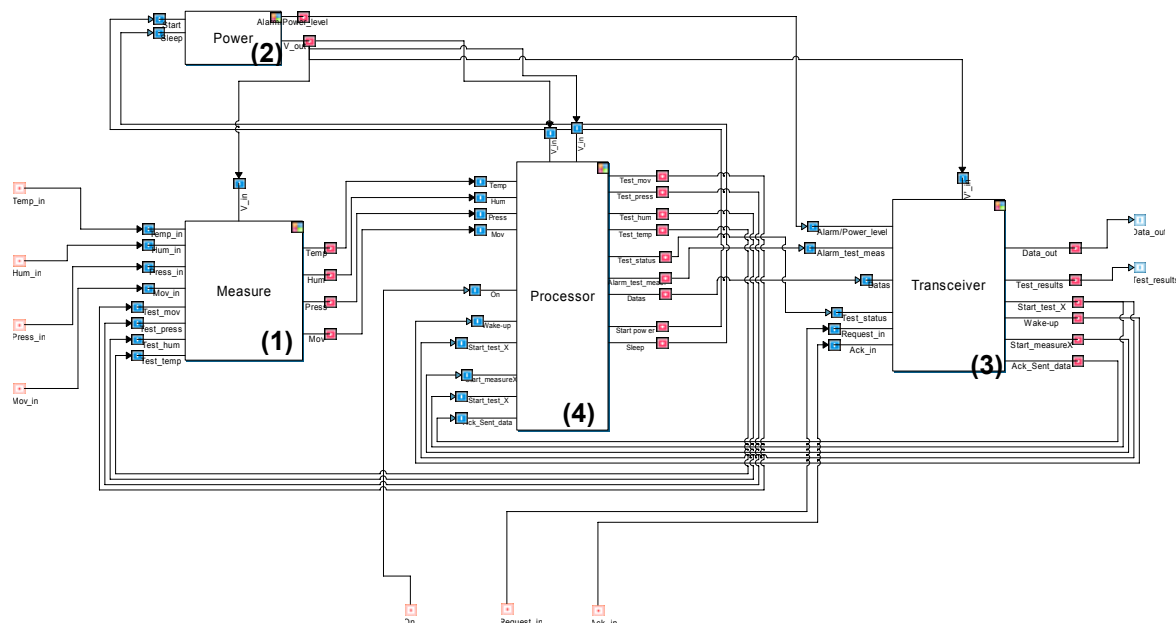 Start
Sleep
Power
(2)
Alarm/Power_level
V_out
V_in
V_in
V_in
V_in
Temp_in
Hum_in
Press_in
Mov_in
Temp_in
Hum_in
Press_in
Mov_in
Test_mov
Test_press
Test_hum
Test_temp
Measure
(1)
Temp
Hum
Press
Mov
Temp
Hum
Press
Mov
On
Wake-up
Start_test_X
Start_measureX
Start_test_X
Ack_Sent_data
Processor
(4)
Test_mov
Test_press
Test_hum
Test_temp
Test_status
Alarm_test_meas
Datas
Start power
Sleep
Alarm/Power_level
Alarm_test_meas
Datas
Test_status
Request_in
Ack_in
Transceiver
(3)
Data_out
Test_results
Start_test_X
Wake-up
Start_measureX
Ack_Sent_data
Data_out
Test_results
On
Request_in
Ack_in